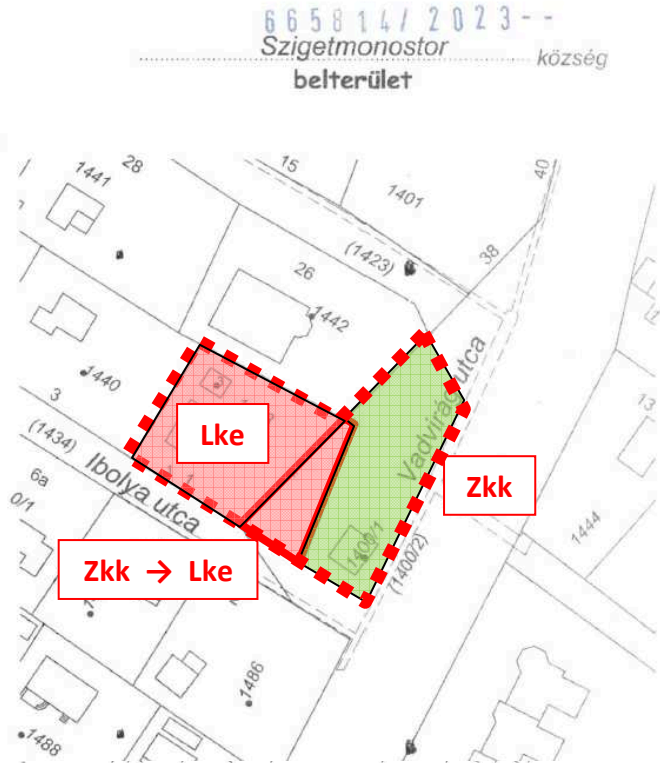 665814/2023--
Szigetmonostor község
belterület
28
1441
15
1401
40
(1423)
38
26
1442
1440
3
(1434)
Ibolya utca
Lke
Vadvirág utca
Zkk
13
6a
0/1
1
1400/1
(1400/2)
1444
Zkk → Lke
1486
1488